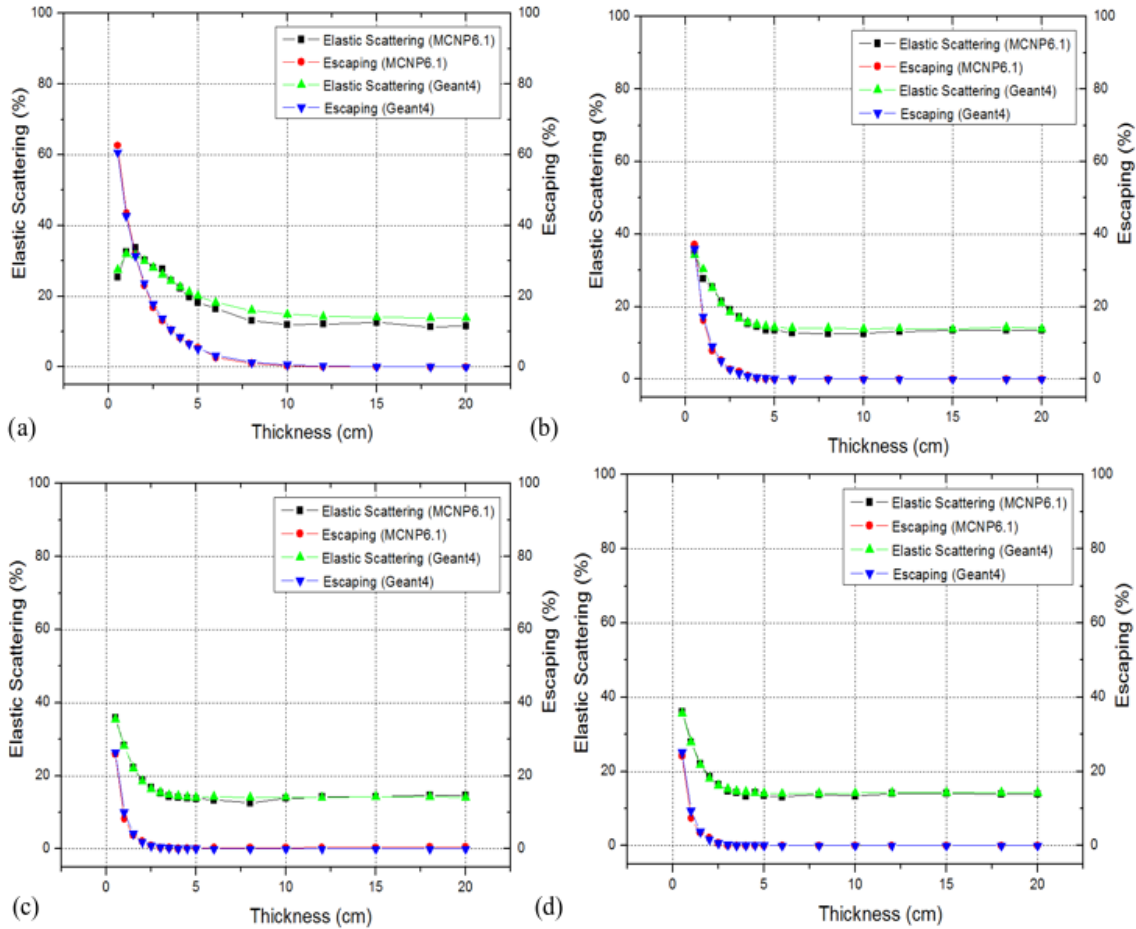 100
80
60
40
20
0
Elastic Scattering (%)
Elastic Scattering (MCNP6.1)
Escaping (MCNP6.1)
Elastic Scattering (Geant4)
Escaping (Geant4)
100
80
60
40
20
0
Escaping (%)
0 5 10 15 20
Thickness (cm)
(a)
100
80
60
40
20
0
Elastic Scattering (%)
Elastic Scattering (MCNP6.1)
Escaping (MCNP6.1)
Elastic Scattering (Geant4)
Escaping (Geant4)
100
80
60
40
20
0
Escaping (%)
0 5 10 15 20
Thickness (cm)
(b)
100
80
60
40
20
0
Elastic Scattering (%)
Elastic Scattering (MCNP6.1)
Escaping (MCNP6.1)
Elastic Scattering (Geant4)
Escaping (Geant4)
100
80
60
40
20
0
Escaping (%)
0 5 10 15 20
Thickness (cm)
(c)
100
80
60
40
20
0
Elastic Scattering (%)
Elastic Scattering (MCNP6.1)
Escaping (MCNP6.1)
Elastic Scattering (Geant4)
Escaping (Geant4)
100
80
60
40
20
0
Escaping (%)
0 5 10 15 20
Thickness (cm)
(d)